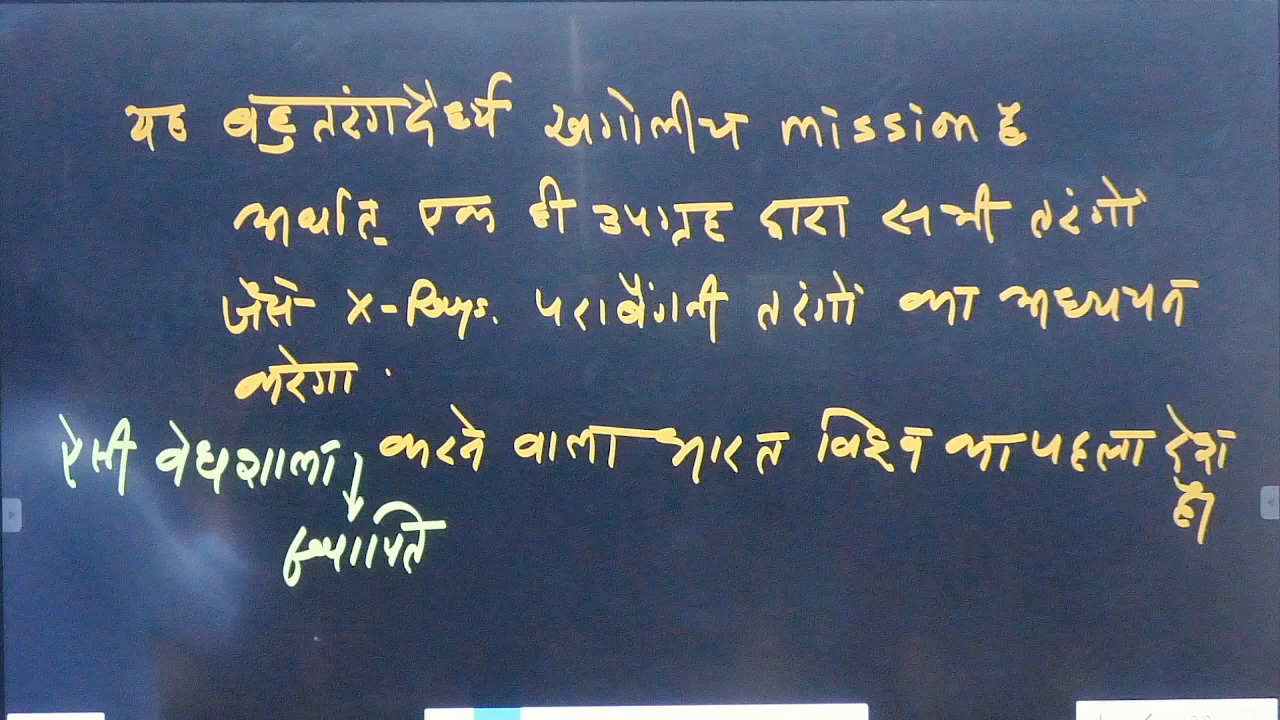 यह बहुतरंगदैर्ध्य खगोलीय mission है
अर्थात् एक ही उपग्रह द्वारा सभी तरंगों
जैसे X-Rays. पराबैंगनी तरंगों का अध्ययन
करेगा.
ऐसी वेधशाला करने वाला भारत विश्व का पहला देश
है।
स्थापित